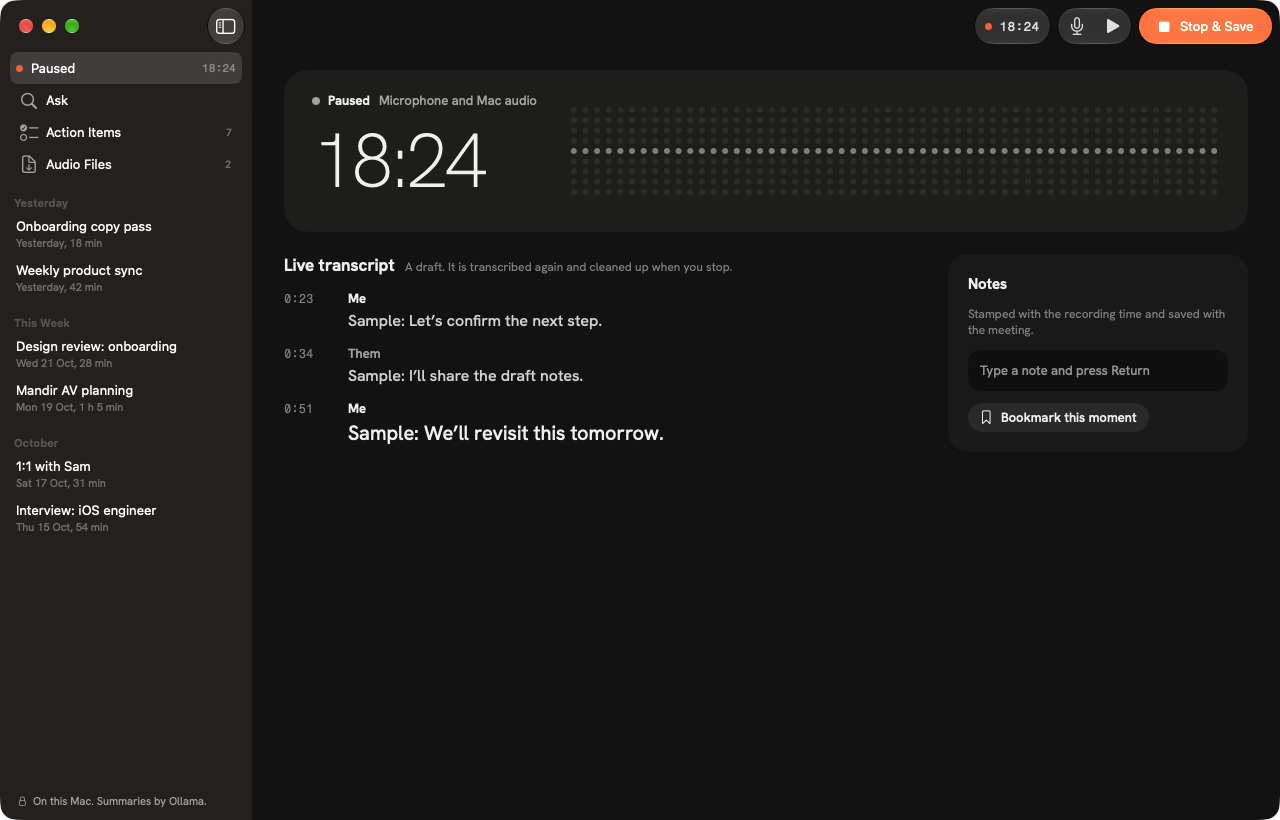 18:24
Stop & Save
Paused 18:24
Ask
Action Items 7
Audio Files 2
Yesterday
Onboarding copy pass
Yesterday, 18 min
Weekly product sync
Yesterday, 42 min
This Week
Design review: onboarding
Wed 21 Oct, 28 min
Mandir AV planning
Mon 19 Oct, 1 h 5 min
October
1:1 with Sam
Sat 17 Oct, 31 min
Interview: iOS engineer
Thu 15 Oct, 54 min
On this Mac. Summaries by Ollama.
Paused Microphone and Mac audio
18:24
Live transcript A draft. It is transcribed again and cleaned up when you stop.
0:23 Me
Sample: Let’s confirm the next step.
0:34 Them
Sample: I’ll share the draft notes.
0:51 Me
Sample: We’ll revisit this tomorrow.
Notes
Stamped with the recording time and saved with
the meeting.
Type a note and press Return
Bookmark this moment